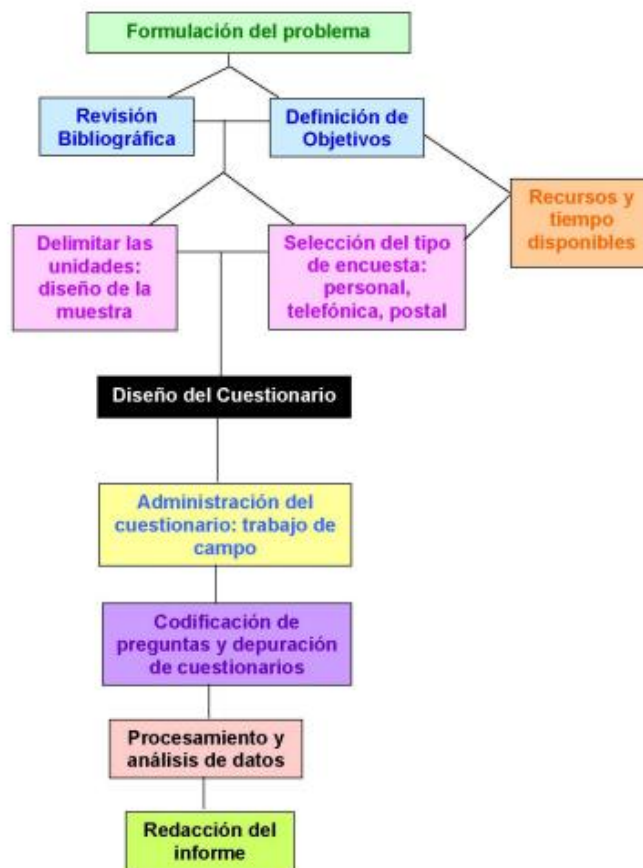 Formulación del problema
Revisión
Bibliográfica
Definición de
Objetivos
Recursos y
tiempo
disponibles
Delimitar las
unidades:
diseño de la
muestra
Selección del tipo
de encuesta:
personal,
telefónica, postal
Diseño del Cuestionario
Administración del
cuestionario: trabajo de
campo
Codificación de
preguntas y depuración
de cuestionarios
Procesamiento y
análisis de datos
Redacción del
informe